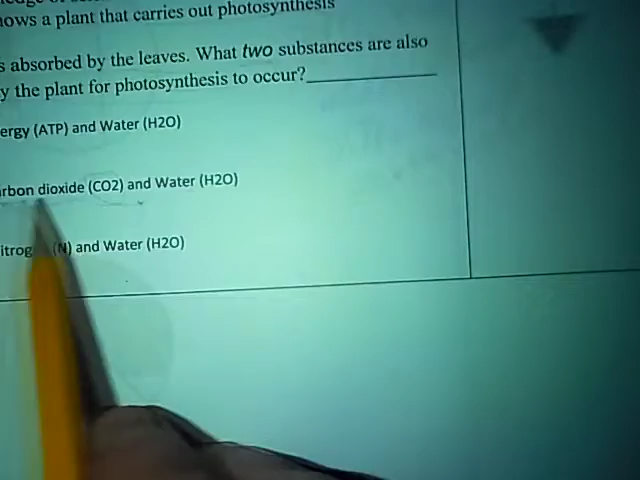 ows a plant that carries out photosynthesis
s absorbed by the leaves. What two substances are also
y the plant for photosynthesis to occur?
ergy (ATP) and Water (H2O)
rbon dioxide (CO2) and Water (H2O)
itrog (N) and Water (H2O)